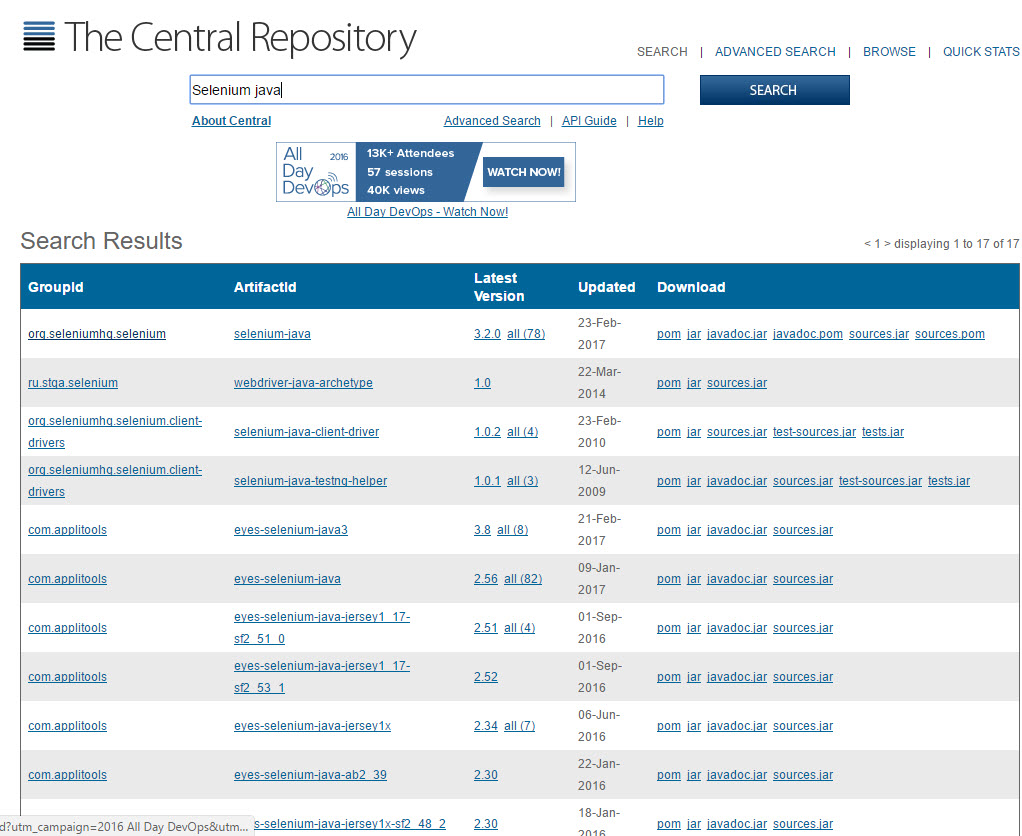 The Central Repository
SEARCH | ADVANCED SEARCH | BROWSE | QUICK STATS
Selenium java
SEARCH
About Central
Advanced Search | API Guide | Help
All Day DevOps 2016
13K+ Attendees
57 sessions
40K views
WATCH NOW!
All Day DevOps - Watch Now!
Search Results
< 1 > displaying 1 to 17 of 17
GroupId ArtifactId Latest Version Updated Download
org.seleniumhq.selenium selenium-java 3.2.0 all (78) 23-Feb-2017 pom jar javadoc.jar javadoc.pom sources.jar sources.pom
ru.stqa.selenium webdriver-java-archetype 1.0 22-Mar-2014 pom jar sources.jar
org.seleniumhq.selenium.client-drivers selenium-java-client-driver 1.0.2 all (4) 23-Feb-2010 pom jar sources.jar test-sources.jar tests.jar
org.seleniumhq.selenium.client-drivers selenium-java-testng-helper 1.0.1 all (3) 12-Jun-2009 pom jar javadoc.jar sources.jar test-sources.jar tests.jar
com.applitools eyes-selenium-java3 3.8 all (8) 21-Feb-2017 pom jar javadoc.jar sources.jar
com.applitools eyes-selenium-java 2.56 all (82) 09-Jan-2017 pom jar javadoc.jar sources.jar
com.applitools eyes-selenium-java-jersey1_17-sf2_51_0 2.51 all (4) 01-Sep-2016 pom jar javadoc.jar sources.jar
com.applitools eyes-selenium-java-jersey1_17-sf2_53_1 2.52 01-Sep-2016 pom jar javadoc.jar sources.jar
com.applitools eyes-selenium-java-jersey1x 2.34 all (7) 06-Jun-2016 pom jar javadoc.jar sources.jar
com.applitools eyes-selenium-java-ab2_39 2.30 22-Jan-2016 pom jar javadoc.jar sources.jar
s-selenium-java-jersey1x-sf2_48_2 2.30 18-Jan-2016 pom jar javadoc.jar sources.jar
d?utm_campaign=2016 All Day DevOps&utm...